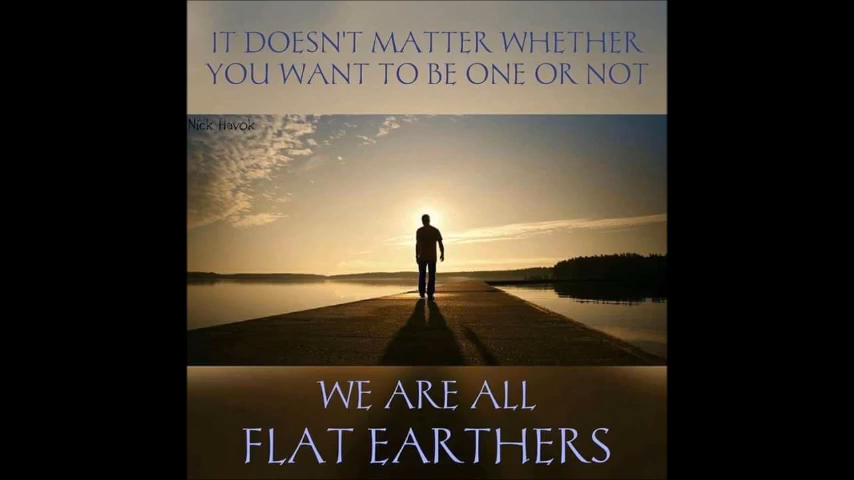 IT DOESN'T MATTER WHETHER
YOU WANT TO BE ONE OR NOT
Nick Havok
WE ARE ALL
FLAT EARTHERS